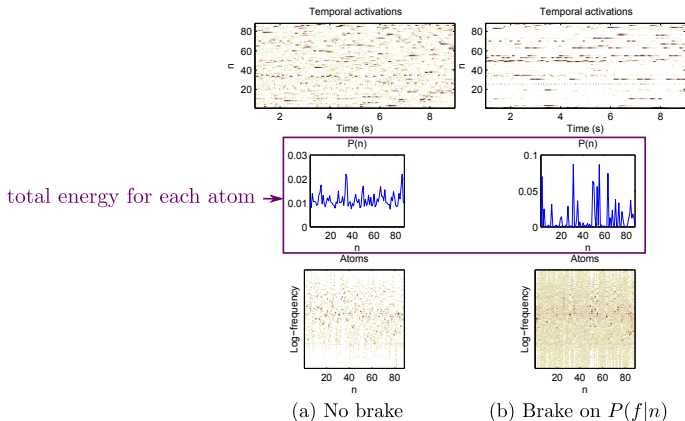 Temporal activations
80
60
n
40
20
2 4 6 8
Time (s)
Temporal activations
80
60
n
40
20
2 4 6 8
Time (s)
total energy for each atom
P(n)
0.03
0.02
0.01
0
20 40 60 80
n
P(n)
0.1
0.05
0
20 40 60 80
n
Atoms
Log−frequency
20 40 60 80
n
Atoms
Log−frequency
20 40 60 80
n
(a) No brake
(b) Brake on P(f|n)